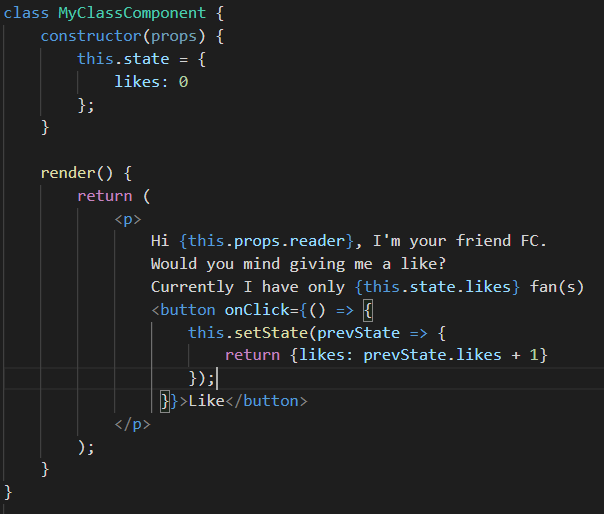 class MyClassComponent {
    constructor(props) {
        this.state = {
            likes: 0
        };
    }

    render() {
        return (
            <p>
                Hi {this.props.reader}, I'm your friend FC.
                Would you mind giving me a like?
                Currently I have only {this.state.likes} fan(s)
                <button onClick={() => {
                    this.setState(prevState => {
                        return {likes: prevState.likes + 1}
                    });
                 }}>Like</button>
            </p>
        );
    }
}